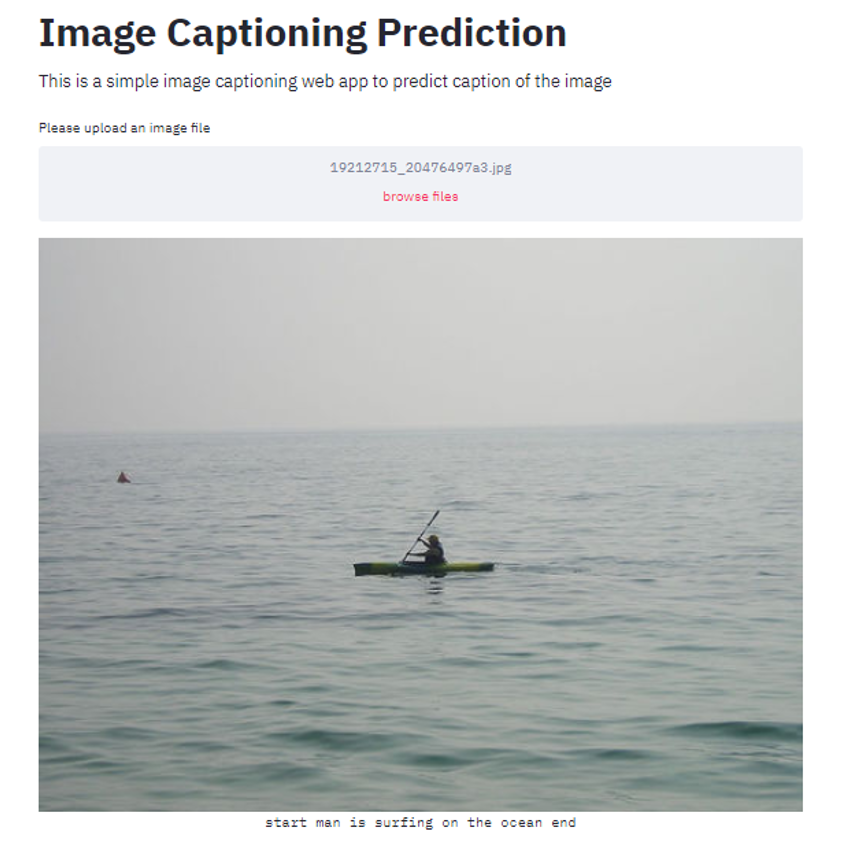 Image Captioning Prediction
This is a simple image captioning web app to predict caption of the image
Please upload an image file
19212715_20476497a3.jpg
browse files
start man is surfing on the ocean end